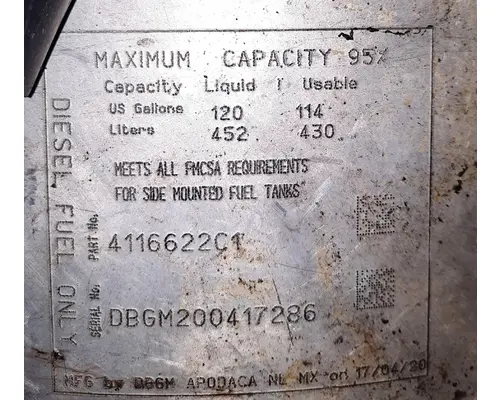 MAXIMUM CAPACITY 95%
Capacity Liquid | Usable
US Gallons 120 114
Liters 452 430
MEETS ALL FMCSA REQUIREMENTS
FOR SIDE MOUNTED FUEL TANKS
DIESEL FUEL ONLY
PART No. 4116622C1
SERIAL No. DBGM200417286
MFG by DBGM APODACA NL MX on 17/04/20